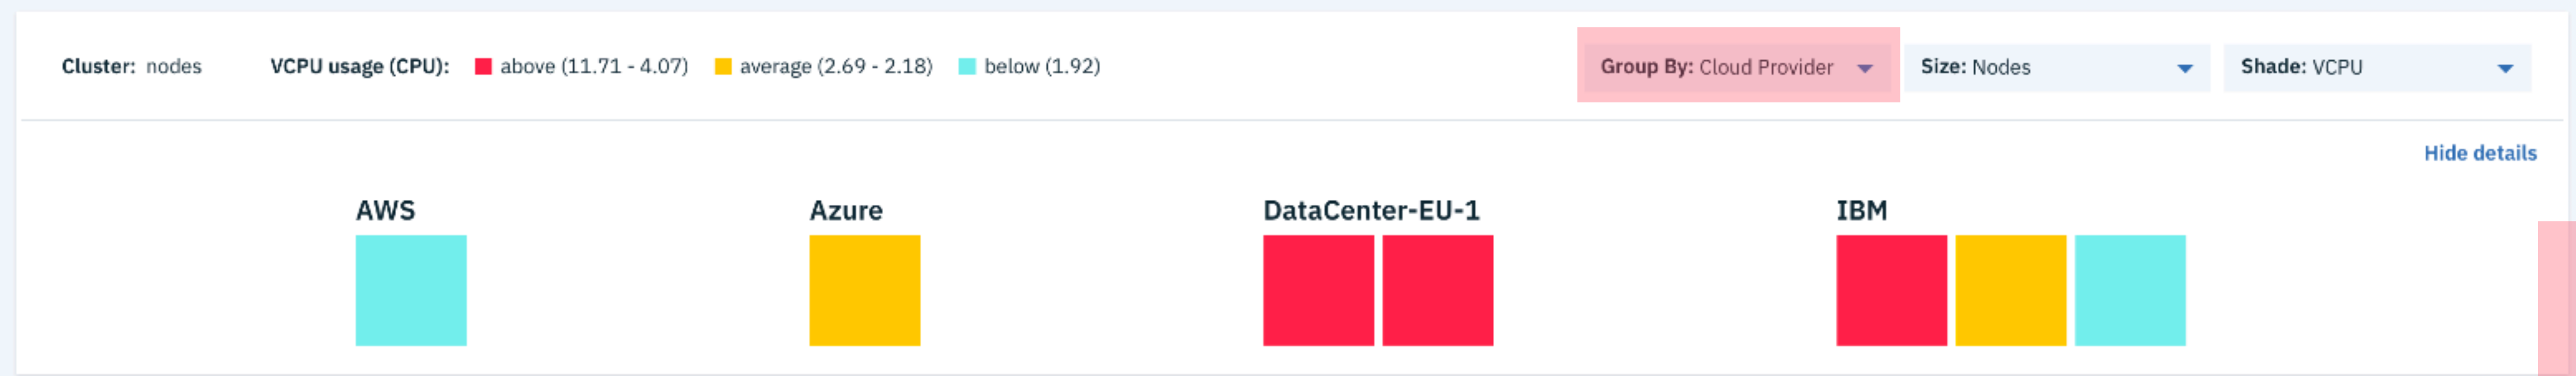 Cluster: nodes VCPU usage (CPU): above (11.71 - 4.07) average (2.69 - 2.18) below (1.92) Group By: Cloud Provider Size: Nodes Shade: VCPU
Hide details
AWS Azure DataCenter-EU-1 IBM